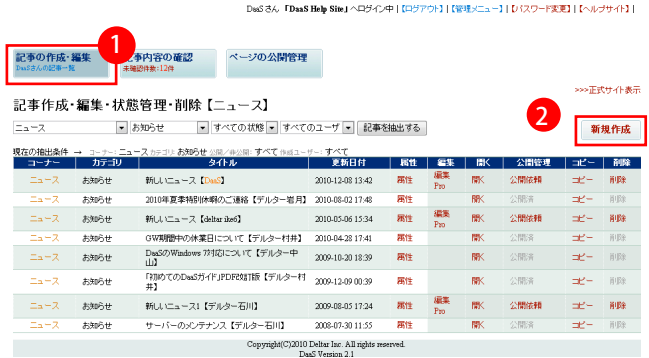 DaaSさん 「DaaS Help Site」へログイン中 | 【ログアウト】 | 【管理メニュー】 | 【パスワード変更】 | 【ヘルプサイト】 |
1
記事の作成・編集 事内容の確認 ページの公開管理
DaaSさんの記事一覧 未確認件数：12件
>>>正式サイト表示
記事作成・編集・状態管理・削除【ニュース】
2
ニュース お知らせ すべての状態 すべてのユーザ 記事を抽出する
新規作成
現在の抽出条件 → コーナー：ニュース カテゴリ：お知らせ 公開／非公開：すべて 作成ユーザー：すべて
コーナー カテゴリ タイトル 更新日付 属性 編集 開く 公開管理 コピー 削除
ニュース お知らせ 新しいニュース【DaaS】 2010-12-08 13:42 属性 編集 Pro 開く 公開依頼 コピー 削除
ニュース お知らせ 2010年夏季特別休暇のご連絡【デルター岩月】 2010-08-02 17:48 属性 開く 公開済 コピー 削除
ニュース お知らせ 新しいニュース【deltar ike6】 2010-05-06 15:34 属性 編集 Pro 開く 公開依頼 コピー 削除
ニュース お知らせ GW期間中の休業日について【デルター村井】 2010-04-28 17:41 属性 開く 公開済 コピー 削除
ニュース お知らせ DaaSのWindows 7対応について【デルター中山】 2009-10-20 18:39 属性 開く 公開済 コピー 削除
ニュース お知らせ 「初めてのDaaSガイド」PDF改訂版【デルター村井】 2009-12-09 00:39 属性 開く 公開済 コピー 削除
ニュース お知らせ 新しいニュース1【デルター石川】 2009-08-05 17:24 属性 編集 Pro 開く 公開依頼 コピー 削除
ニュース お知らせ サーバーのメンテナンス【デルター石川】 2008-07-30 11:55 属性 開く 公開済 コピー 削除
Copyright(C)2010 Deltar Inc. All rights reserved.
DaaS Version 2.1